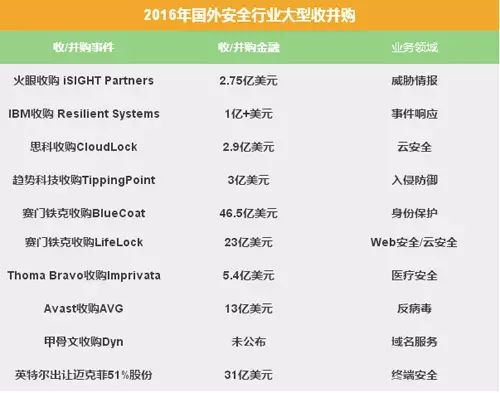 2016年国外安全行业大型收并购
收/并购事件 收/并购金融 业务领域
火眼收购 iSIGHT Partners 2.75亿美元 威胁情报
IBM收购 Resilient Systems 1亿+美元 事件响应
思科收购CloudLock 2.9亿美元 云安全
趋势科技收购TippingPoint 3亿美元 入侵防御
赛门铁克收购BlueCoat 46.5亿美元 身份保护
赛门铁克收购LifeLock 23亿美元 Web安全/云安全
Thoma Bravo收购Imprivata 5.4亿美元 医疗安全
Avast收购AVG 13亿美元 反病毒
甲骨文收购Dyn 未公布 域名服务
英特尔出让迈克菲51%股份 31亿美元 终端安全